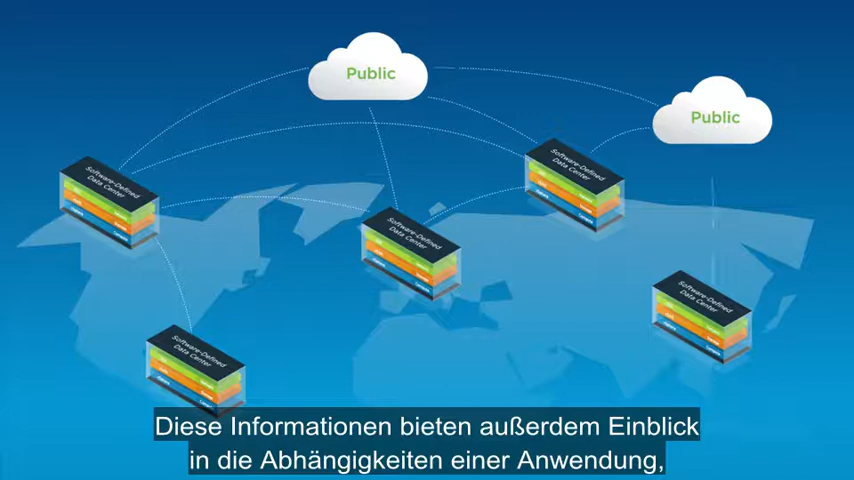 Public
Public
Software-Defined
Data Center
Software-Defined
Data Center
Software-Defined
Data Center
Software-Defined
Data Center
Software-Defined
Data Center
Diese Informationen bieten außerdem Einblick
in die Abhängigkeiten einer Anwendung,